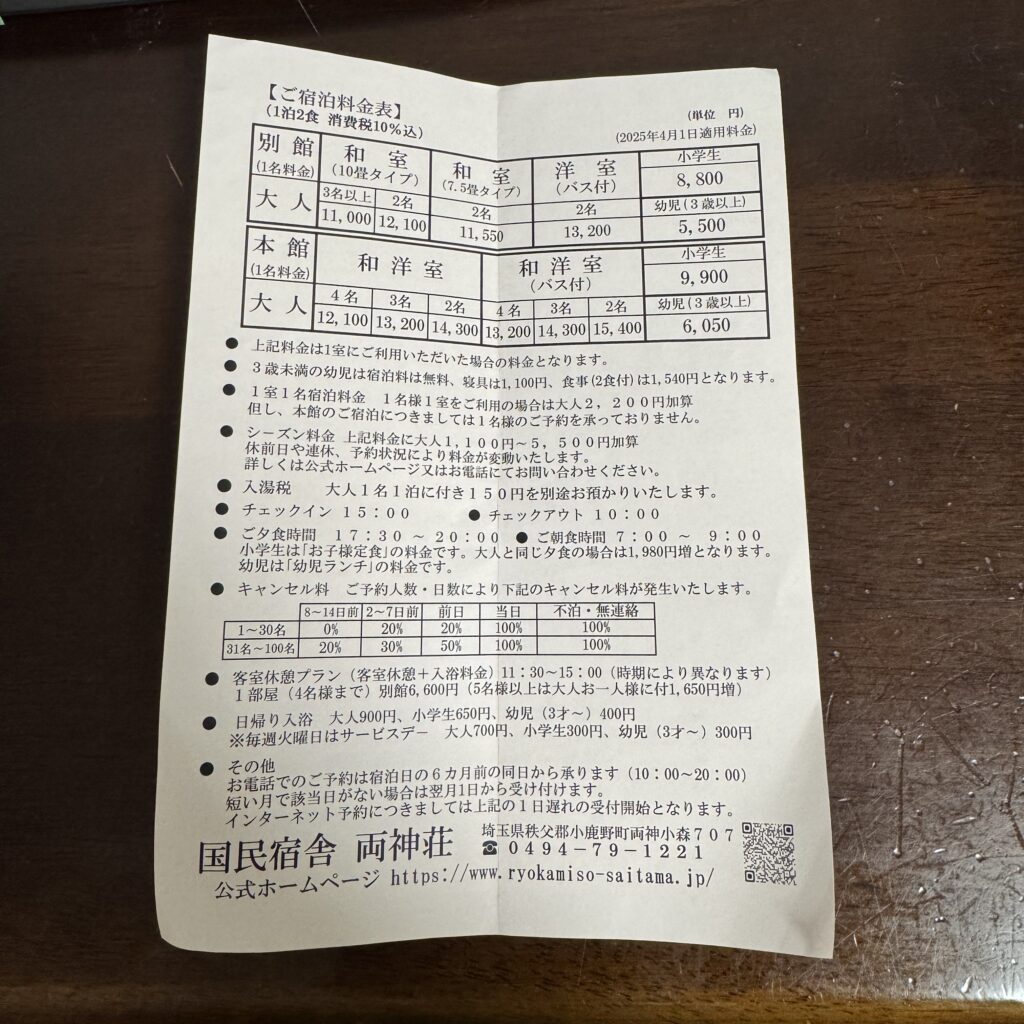 【ご宿泊料金表】
(1泊2食 消費税10%込)
(単位 円)
(2025年4月1日適用料金)
別館 (1名料金) 和室 (10畳タイプ) 和室 (7.5畳タイプ) 洋室 (バス付) 小学生
8,800
大人 3名以上 2名 2名 2名 幼児(3歳以上)
11,000 12,100 11,550 13,200 5,500
本館 (1名料金) 和洋室 和洋室 (バス付) 小学生
9,900
大人 4名 3名 2名 4名 3名 2名 幼児(3歳以上)
12,100 13,200 14,300 13,200 14,300 15,400 6,050
● 上記料金は1室にご利用いただいた場合の料金となります。
● 3歳未満の幼児は宿泊料は無料、寝具は1,100円、食事(2食付)は1,540円となります。
● 1室1名宿泊料金 1名様1室をご利用の場合は大人2,200円加算
但し、本館のご宿泊につきましては1名様のご予約を承っておりません。
● シーズン料金 上記料金に大人1,100円～5,500円加算
休前日や連休、予約状況により料金が変動いたします。
詳しくは公式ホームページ又はお電話にてお問い合わせください。
● 入湯税 大人1名1泊に付き150円を別途お預かりいたします。
● チェックイン 15:00 ● チェックアウト 10:00
● ご夕食時間 17:30 ～ 20:00 ● ご朝食時間 7:00 ～ 9:00
小学生は「お子様定食」の料金です。大人と同じ夕食の場合は1,980円増となります。
幼児は「幼児ランチ」の料金です。
● キャンセル料 ご予約人数・日数により下記のキャンセル料が発生いたします。
8～14日前 2～7日前 前日 当日 不泊・無連絡
1～30名 0% 20% 20% 100% 100%
31名～100名 20% 30% 50% 100% 100%
● 客室休憩プラン (客室休憩＋入浴料金) 11:30～15:00 (時期により異なります)
1部屋 (4名様まで) 別館6,600円 (5名様以上は大人お一人様に付1,650円増)
● 日帰り入浴 大人900円、小学生650円、幼児 (3才～) 400円
※毎週火曜日はサービスデー 大人700円、小学生300円、幼児 (3才～) 300円
● その他
お電話でのご予約は宿泊日の6カ月前の同日から承ります (10:00～20:00)
短い月で該当日がない場合は翌月1日から受け付けます。
インターネット予約につきましては上記の1日遅れの受付開始となります。
国民宿舎 両神荘
埼玉県秩父郡小鹿野町両神小森707
☎ 0494－79－1221
公式ホームページ https://www.ryokamiso-saitama.jp/